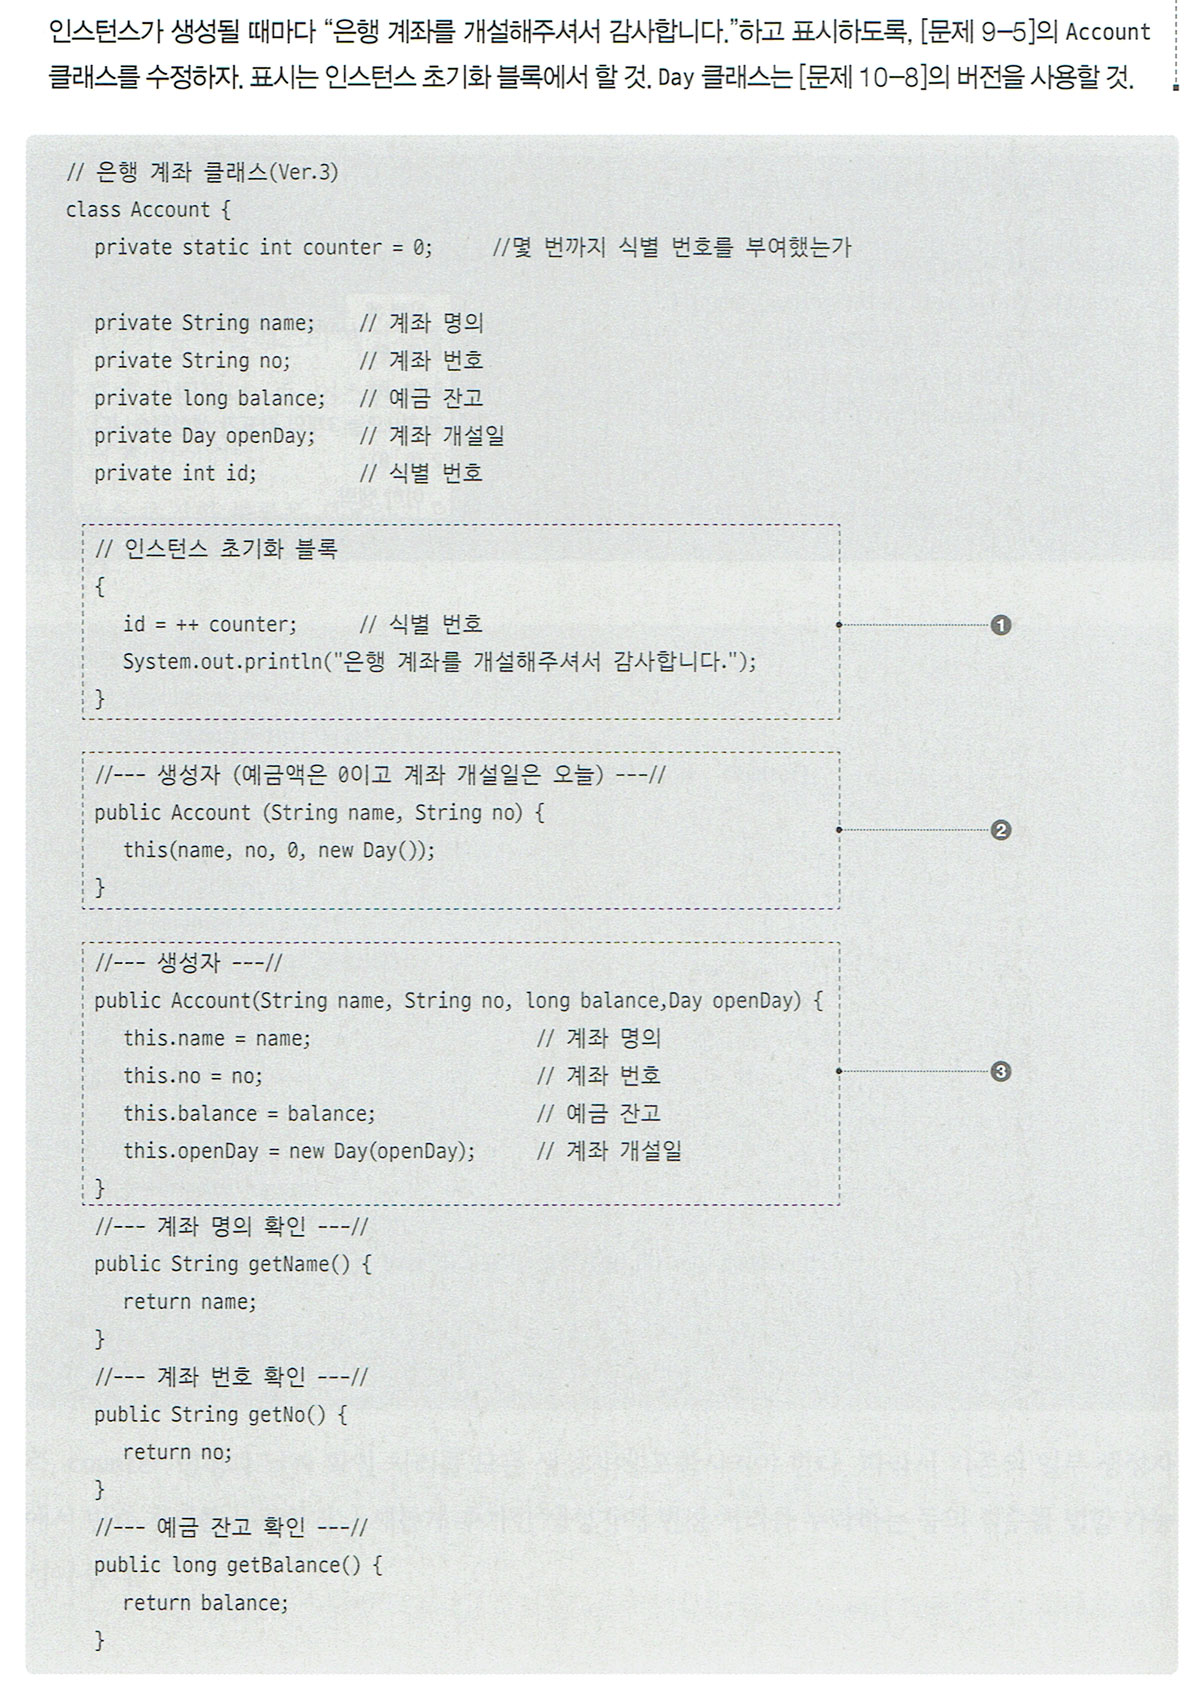 인스턴스가 생성될 때마다 “은행 계좌를 개설해주셔서 감사합니다.”하고 표시하도록, [문제 9-5]의 Account
클래스를 수정하자. 표시는 인스턴스 초기화 블록에서 할 것. Day 클래스는 [문제 10-8]의 버전을 사용할 것.
// 은행 계좌 클래스(Ver.3)
class Account {
private static int counter = 0; //몇 번까지 식별 번호를 부여했는가
private String name; // 계좌 명의
private String no; // 계좌 번호
private long balance; // 예금 잔고
private Day openDay; // 계좌 개설일
private int id; // 식별 번호
// 인스턴스 초기화 블록
{
id = ++ counter; // 식별 번호
System.out.println("은행 계좌를 개설해주셔서 감사합니다.");
}
❶
//--- 생성자 (예금액은 0이고 계좌 개설일은 오늘) ---//
public Account (String name, String no) {
this(name, no, 0, new Day());
}
❷
//--- 생성자 ---//
public Account(String name, String no, long balance,Day openDay) {
this.name = name; // 계좌 명의
this.no = no; // 계좌 번호
this.balance = balance; // 예금 잔고
this.openDay = new Day(openDay); // 계좌 개설일
}
❸
//--- 계좌 명의 확인 ---//
public String getName() {
return name;
}
//--- 계좌 번호 확인 ---//
public String getNo() {
return no;
}
//--- 예금 잔고 확인 ---//
public long getBalance() {
return balance;
}